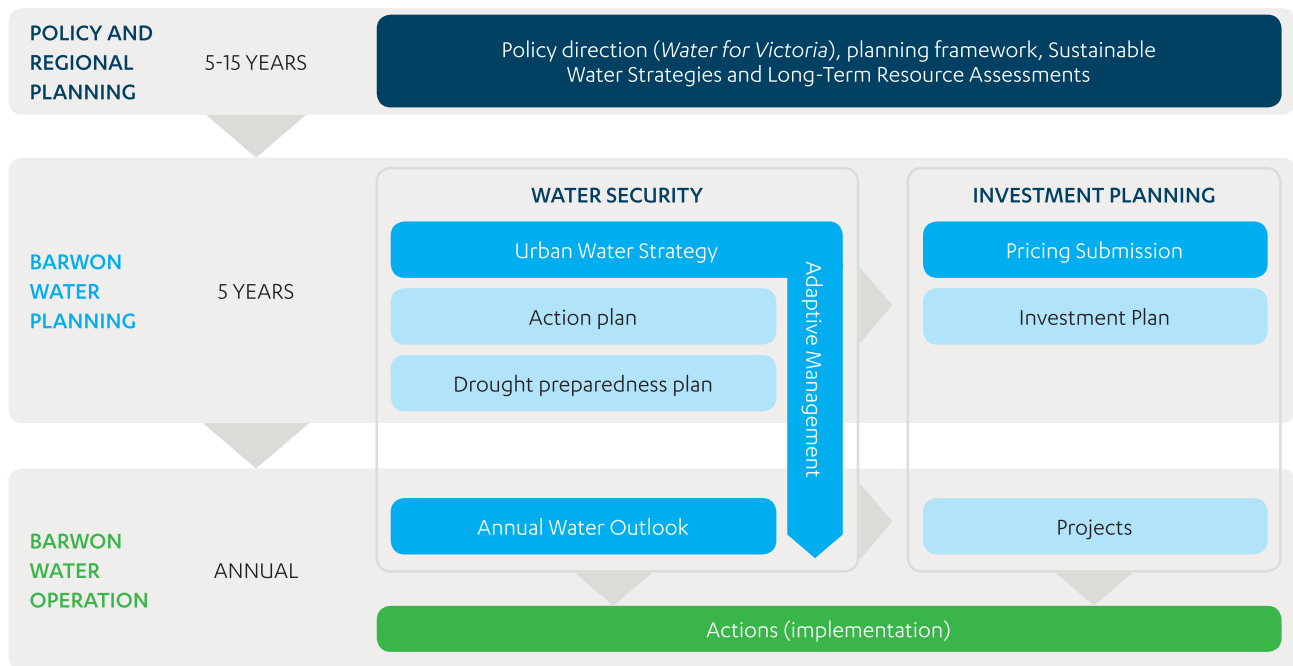 POLICY AND
REGIONAL
PLANNING
5-15 YEARS
Policy direction (Water for Victoria), planning framework, Sustainable
Water Strategies and Long-Term Resource Assessments
BARWON
WATER
PLANNING
5 YEARS
WATER SECURITY
Urban Water Strategy
Action plan
Drought preparedness plan
Adaptive Management
INVESTMENT PLANNING
Pricing Submission
Investment Plan
BARWON
WATER
OPERATION
ANNUAL
Annual Water Outlook
Projects
Actions (implementation)